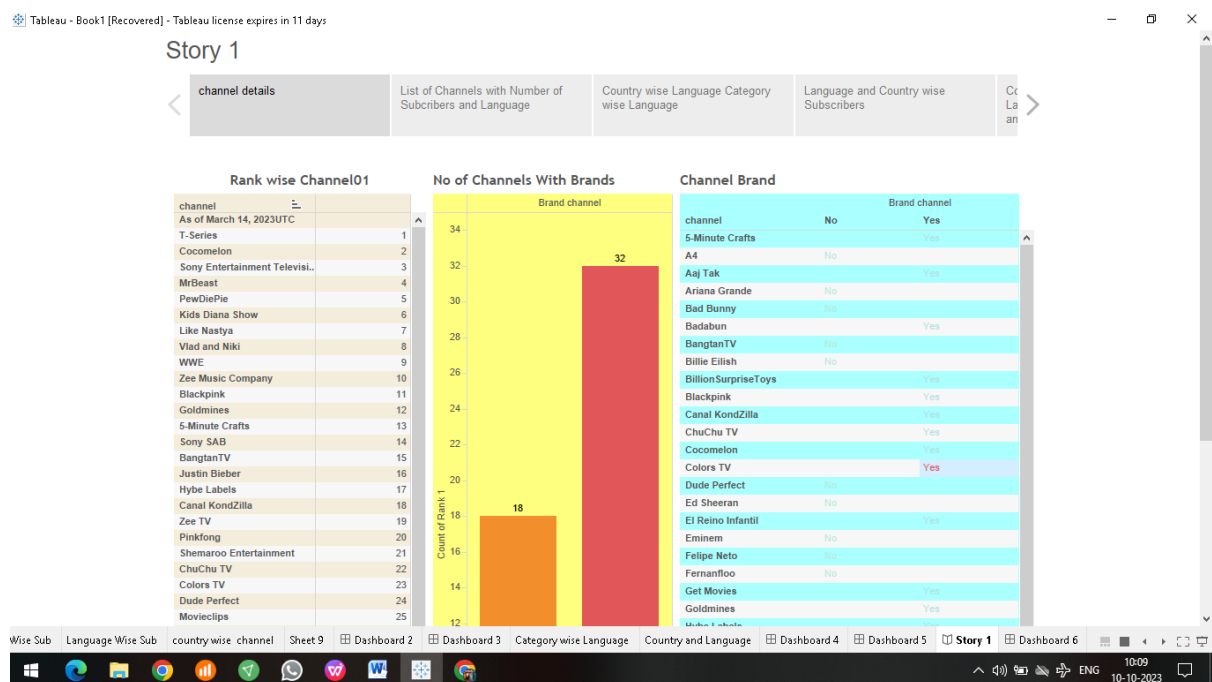 Tableau - Book1 [Recovered] - Tableau license expires in 11 days
Story 1
channel details
List of Channels with Number of
Subcribers and Language
Country wise Language Category
wise Language
Language and Country wise
Subscribers
Co
La
an
Rank wise Channel01
channel
As of March 14, 2023UTC
T-Series 1
Cocomelon 2
Sony Entertainment Televisi.. 3
MrBeast 4
PewDiePie 5
Kids Diana Show 6
Like Nastya 7
Vlad and Niki 8
WWE 9
Zee Music Company 10
Blackpink 11
Goldmines 12
5-Minute Crafts 13
Sony SAB 14
BangtanTV 15
Justin Bieber 16
Hybe Labels 17
Canal KondZilla 18
Zee TV 19
Pinkfong 20
Shemaroo Entertainment 21
ChuChu TV 22
Colors TV 23
Dude Perfect 24
Movieclips 25
No of Channels With Brands
Brand channel
34
32
30
28
26
24
22
20
18
16
14
12
Count of Rank 1
18
32
Channel Brand
Brand channel
channel No Yes
5-Minute Crafts Yes
A4 No
Aaj Tak Yes
Ariana Grande No
Bad Bunny No
Badabun Yes
BangtanTV No
Billie Eilish No
BillionSurpriseToys Yes
Blackpink Yes
Canal KondZilla Yes
ChuChu TV Yes
Cocomelon Yes
Colors TV Yes
Dude Perfect No
Ed Sheeran No
El Reino Infantil Yes
Eminem No
Felipe Neto No
Fernanfloo No
Get Movies Yes
Goldmines Yes
Hybe Labels
Wise Sub Language Wise Sub country wise channel Sheet 9 Dashboard 2 Dashboard 3 Category wise Language Country and Language Dashboard 4 Dashboard 5 Story 1 Dashboard 6
ENG
10:09
10-10-2023